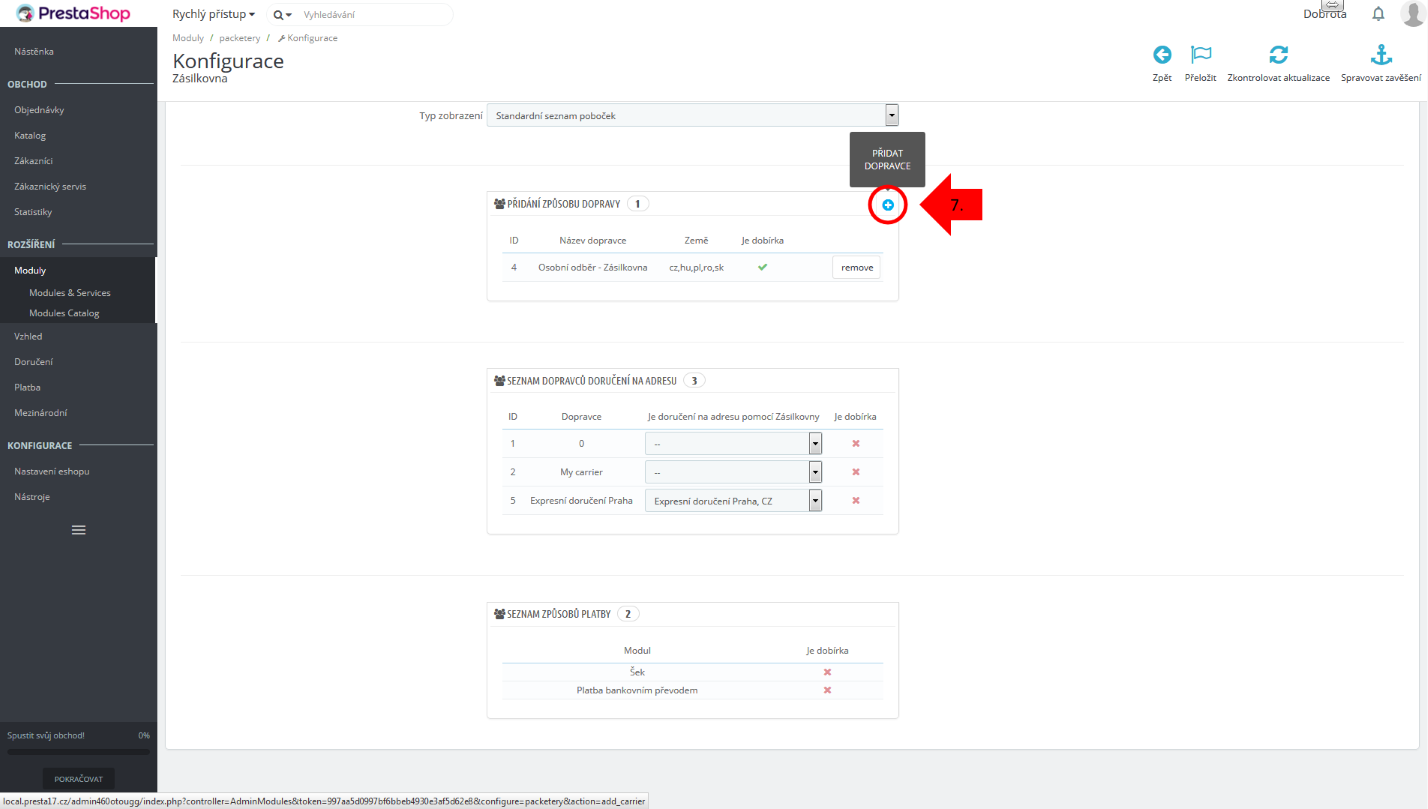 PrestaShop
Rychlý přístup
Vyhledávání
Dobrota
Moduly / packetery / Konfigurace
Konfigurace
Zásilkovna
Zpět
Přeložit
Zkontrolovat aktualizace
Spravovat zavěšení
Nástěnka
OBCHOD
Objednávky
Katalog
Zákazníci
Zákaznický servis
Statistiky
ROZŠÍŘENÍ
Moduly
Modules & Services
Modules Catalog
Vzhled
Doručení
Platba
Mezinárodní
KONFIGURACE
Nastavení eshopu
Nástroje
Spustit svůj obchod! 0%
POKRAČOVAT
Typ zobrazení Standardní seznam poboček
PŘIDAT
DOPRAVCE
7.
PŘIDÁNÍ ZPŮSOBU DOPRAVY 1
ID Název dopravce Země Je dobírka
4 Osobní odběr - Zásilkovna cz,hu,pl,ro,sk remove
SEZNAM DOPRAVCŮ DORUČENÍ NA ADRESU 3
ID Dopravce Je doručení na adresu pomocí Zásilkovny Je dobírka
1 0 --
2 My carrier --
5 Expresní doručení Praha Expresní doručení Praha, CZ
SEZNAM ZPŮSOBŮ PLATBY 2
Modul Je dobírka
Šek
Platba bankovním převodem
local.presta17.cz/admin460otougg/index.php?controller=AdminModules&token=997aa5d0997bf6bbeb4930e3af5d62e8&configure=packetery&action=add_carrier